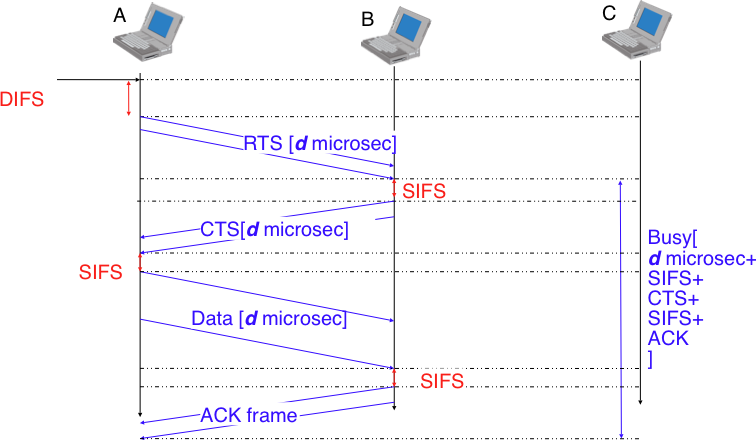 A
B
C
DIFS
RTS [d microsec]
SIFS
CTS[d microsec]
SIFS
Data [d microsec]
SIFS
ACK frame
Busy[
d microsec+
SIFS+
CTS+
SIFS+
ACK
]